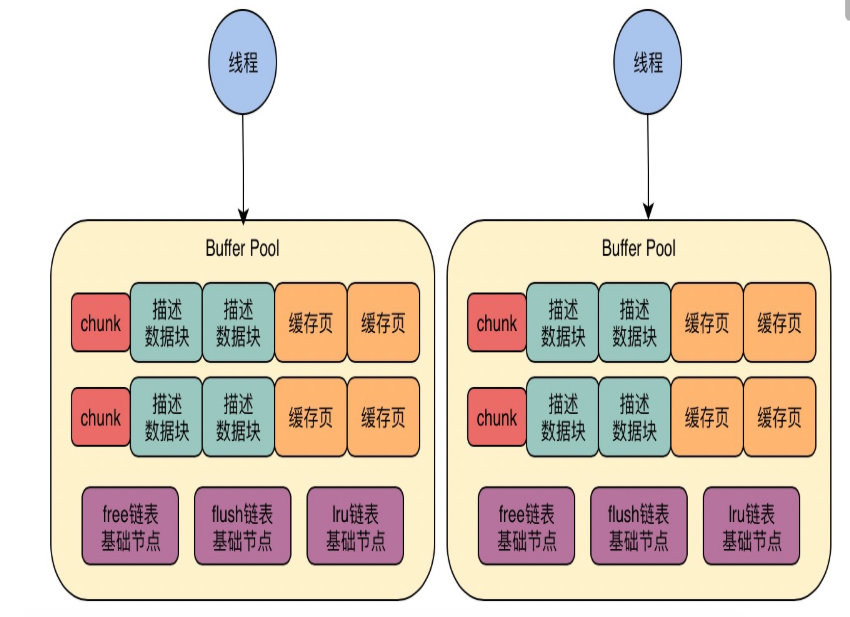 线程
线程
Buffer Pool
chunk
描述
数据块
描述
数据块
缓存页
缓存页
chunk
描述
数据块
描述
数据块
缓存页
缓存页
free链表
基础节点
flush链表
基础节点
lru链表
基础节点
Buffer Pool
chunk
描述
数据块
描述
数据块
缓存页
缓存页
chunk
描述
数据块
描述
数据块
缓存页
缓存页
free链表
基础节点
flush链表
基础节点
lru链表
基础节点